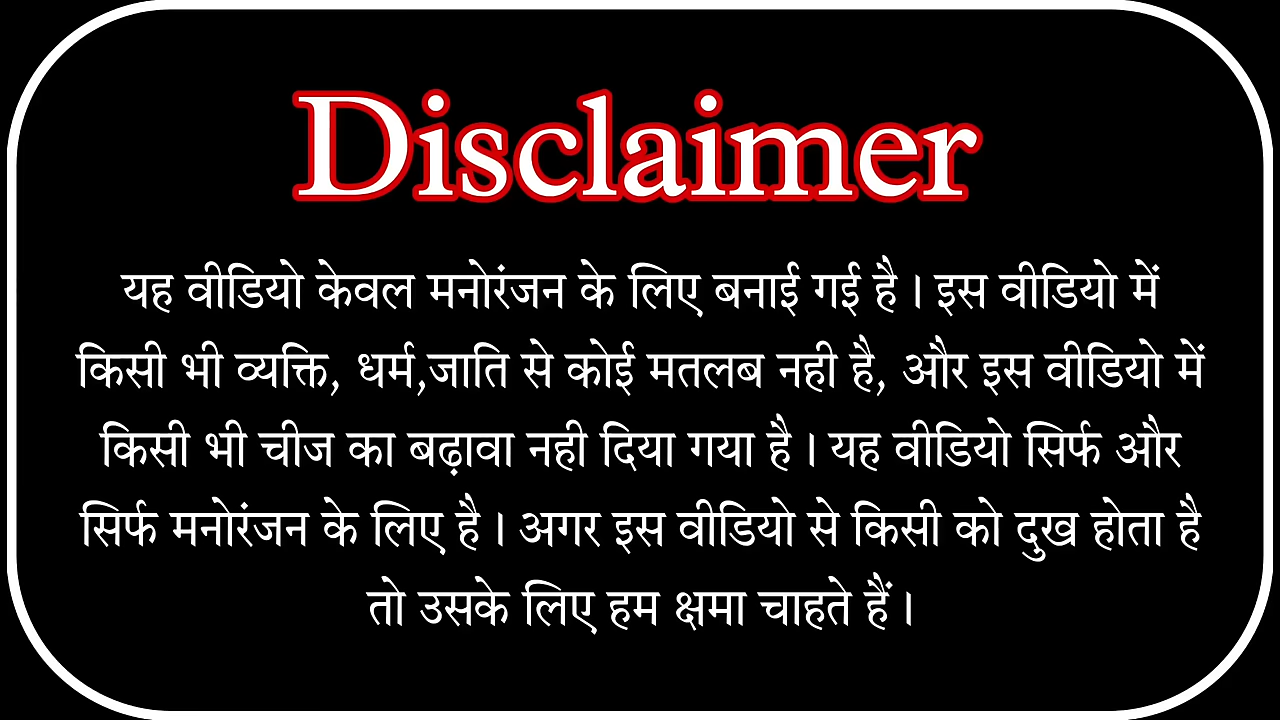 Disclaimer
यह वीडियो केवल मनोरंजन के लिए बनाई गई है । इस वीडियो में
किसी भी व्यक्ति, धर्म,जाति से कोई मतलब नही है, और इस वीडियो में
किसी भी चीज का बढ़ावा नही दिया गया है । यह वीडियो सिर्फ और
सिर्फ मनोरंजन के लिए है । अगर इस वीडियो से किसी को दुख होता है
तो उसके लिए हम क्षमा चाहते हैं ।